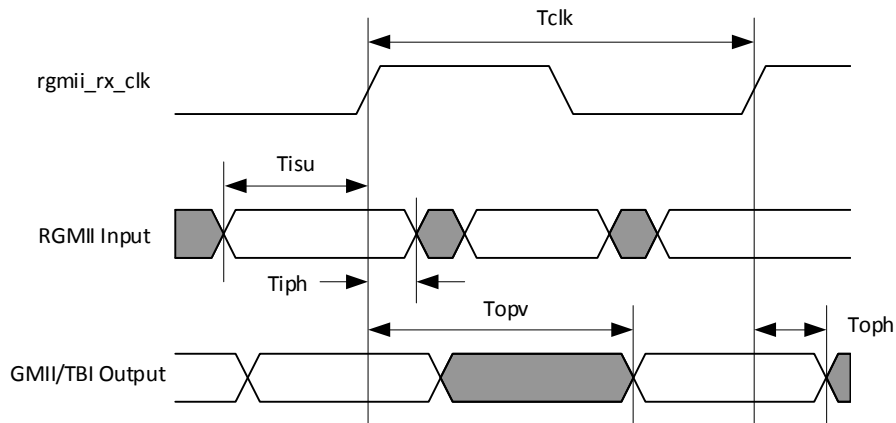 Tclk
rgmii_rx_clk
Tisu
RGMII Input
Tiph
Topv
Toph
GMII/TBI Output